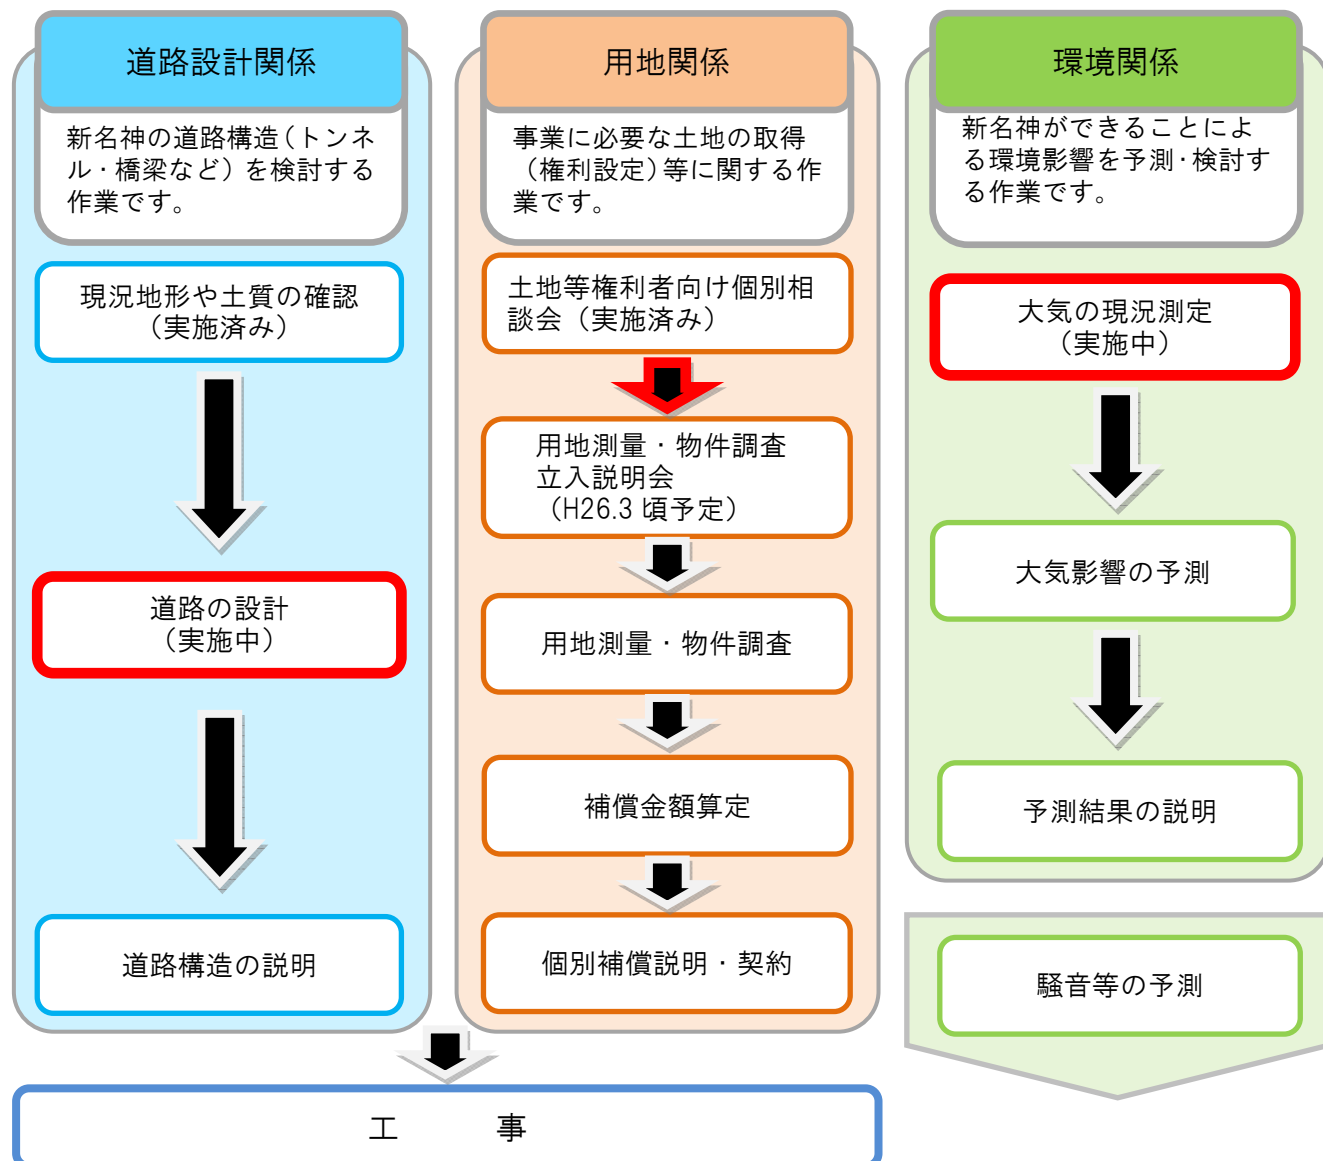 道路設計関係
新名神の道路構造(トンネ
ル・橋梁など)を検討する
作業です。
現況地形や土質の確認
(実施済み)
道路の設計
(実施中)
道路構造の説明
用地関係
事業に必要な土地の取得
(権利設定)等に関する作
業です。
土地等権利者向け個別相
談会(実施済み)
用地測量・物件調査
立入説明会
(H26.3 頃予定)
用地測量・物件調査
補償金額算定
個別補償説明・契約
環境関係
新名神ができることによ
る環境影響を予測・検討す
る作業です。
大気の現況測定
(実施中)
大気影響の予測
予測結果の説明
騒音等の予測
工　　事